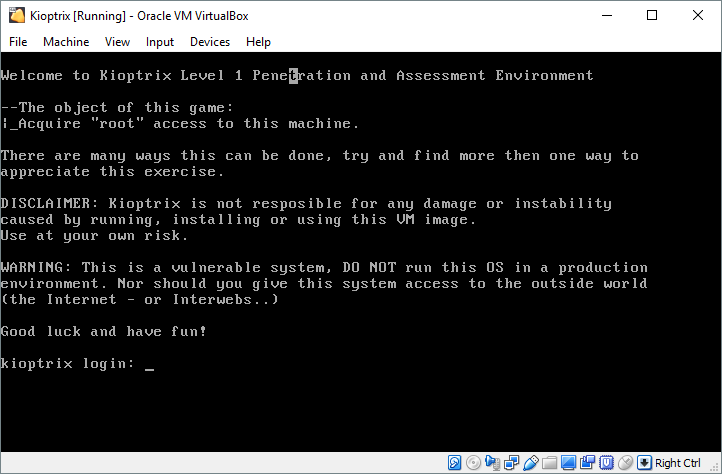 Kioptrix [Running] - Oracle VM VirtualBox
File Machine View Input Devices Help
Welcome to Kioptrix Level 1 Penetration and Assessment Environment
--The object of this game:
|_Acquire "root" access to this machine.
There are many ways this can be done, try and find more then one way to
appreciate this exercise.
DISCLAIMER: Kioptrix is not resposible for any damage or instability
caused by running, installing or using this VM image.
Use at your own risk.
WARNING: This is a vulnerable system, DO NOT run this OS in a production
environment. Nor should you give this system access to the outside world
(the Internet - or Interwebs..)
Good luck and have fun!
kioptrix login: _
Right Ctrl